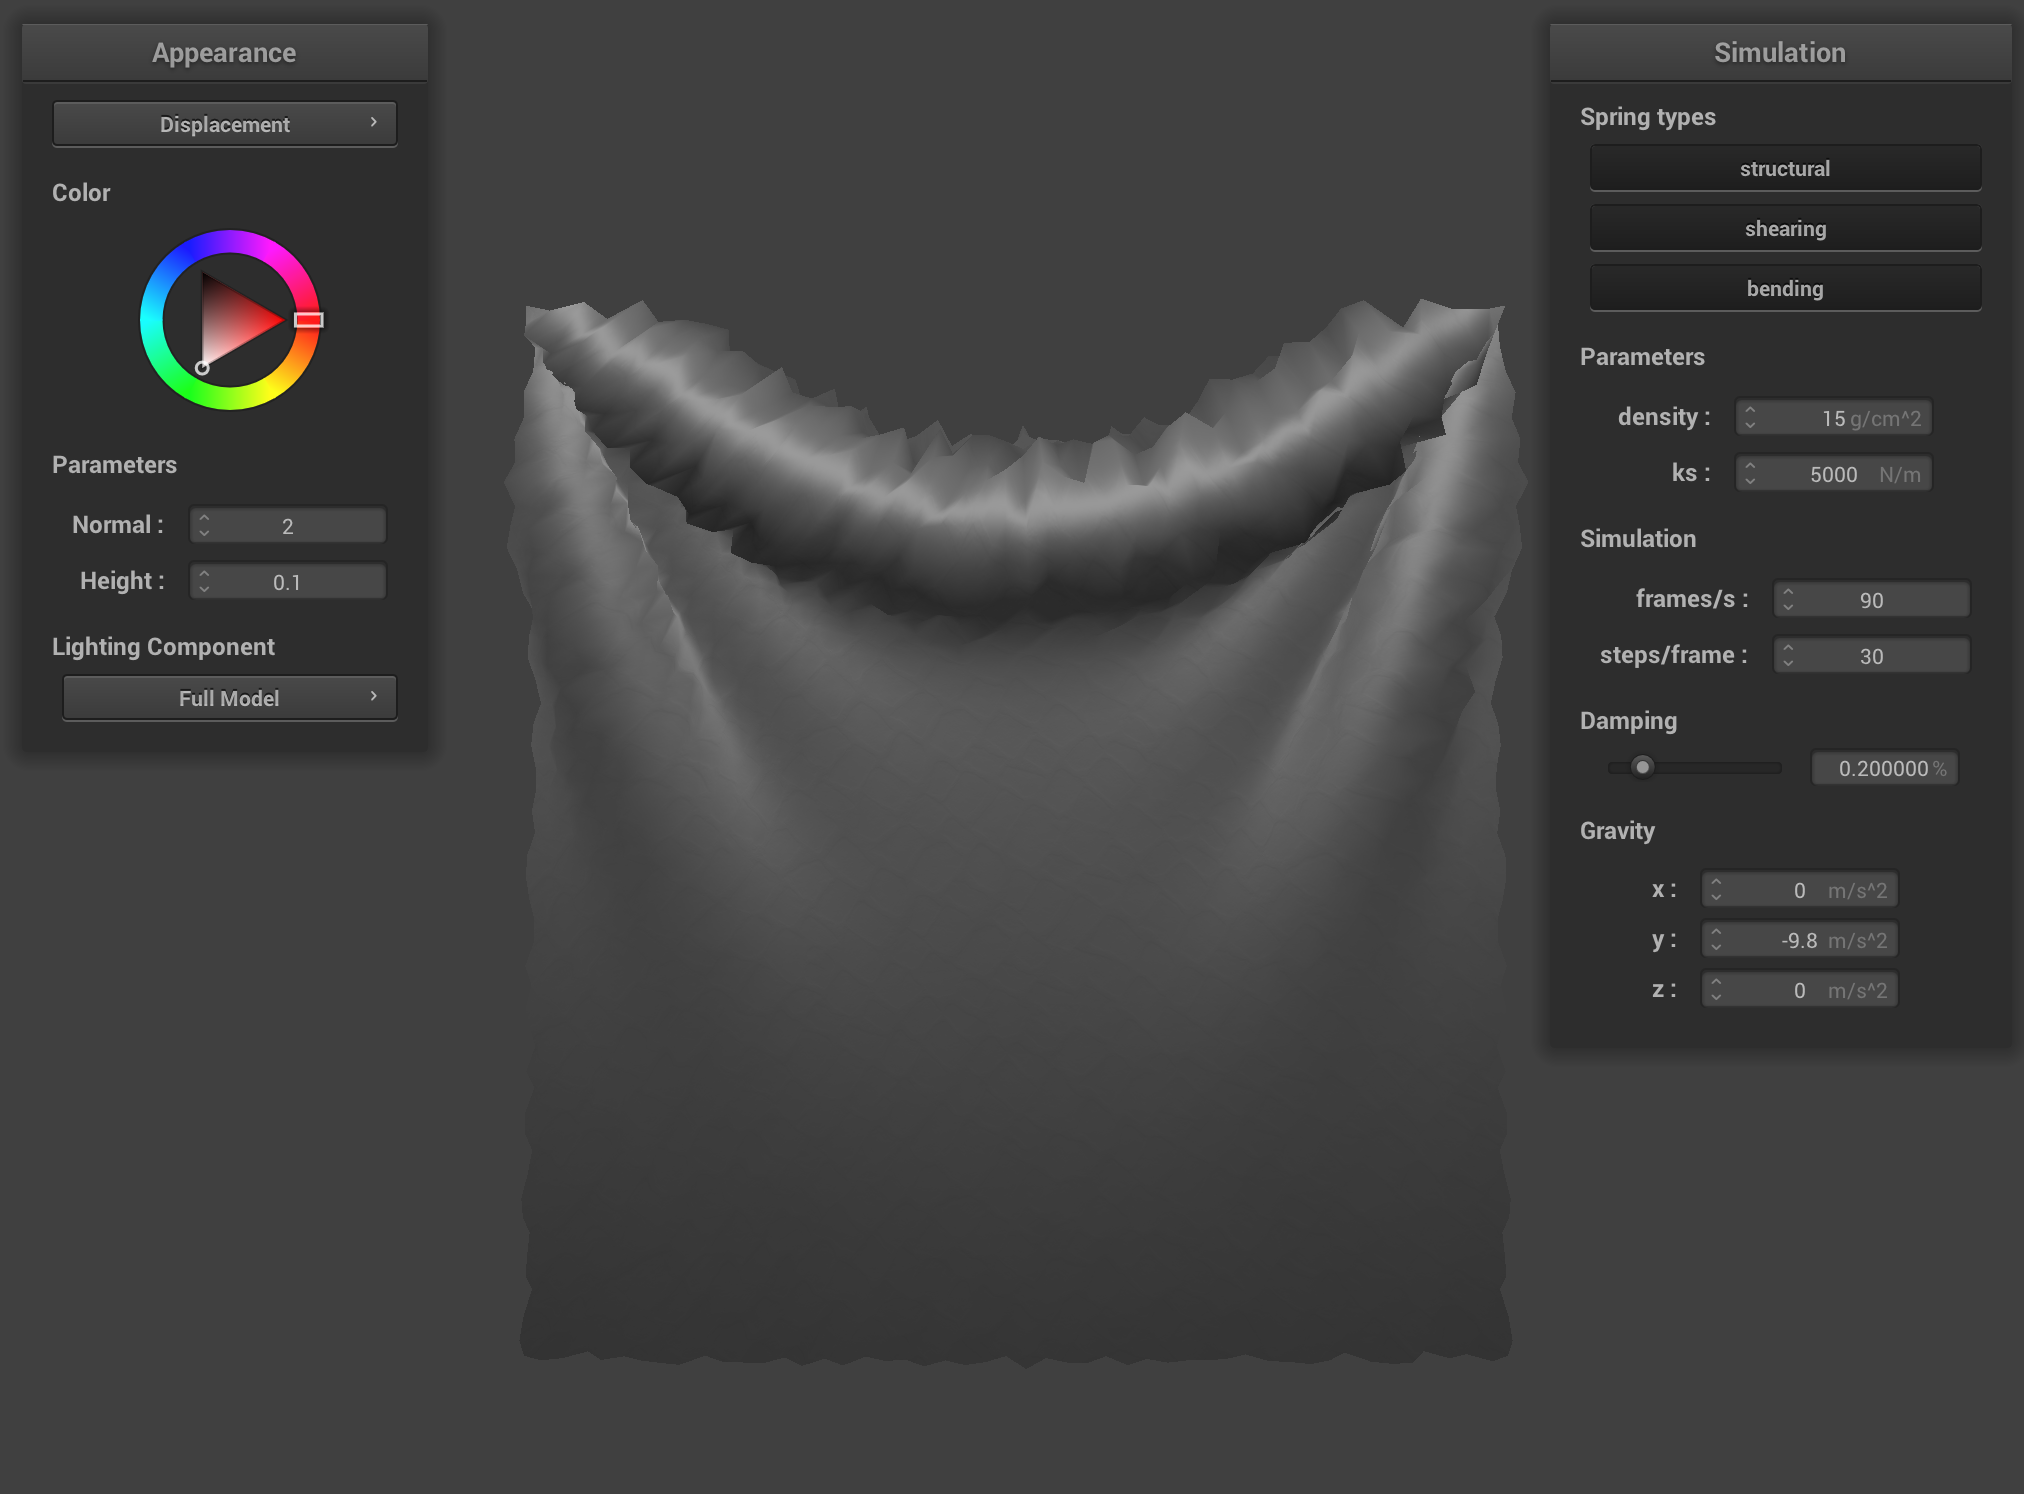 Appearance
Displacement
Color
Parameters
Normal : 2
Height : 0.1
Lighting Component
Full Model
Simulation
Spring types
structural
shearing
bending
Parameters
density : 15 g/cm^2
ks : 5000 N/m
Simulation
frames/s : 90
steps/frame : 30
Damping
0.200000 %
Gravity
x : 0 m/s^2
y : -9.8 m/s^2
z : 0 m/s^2